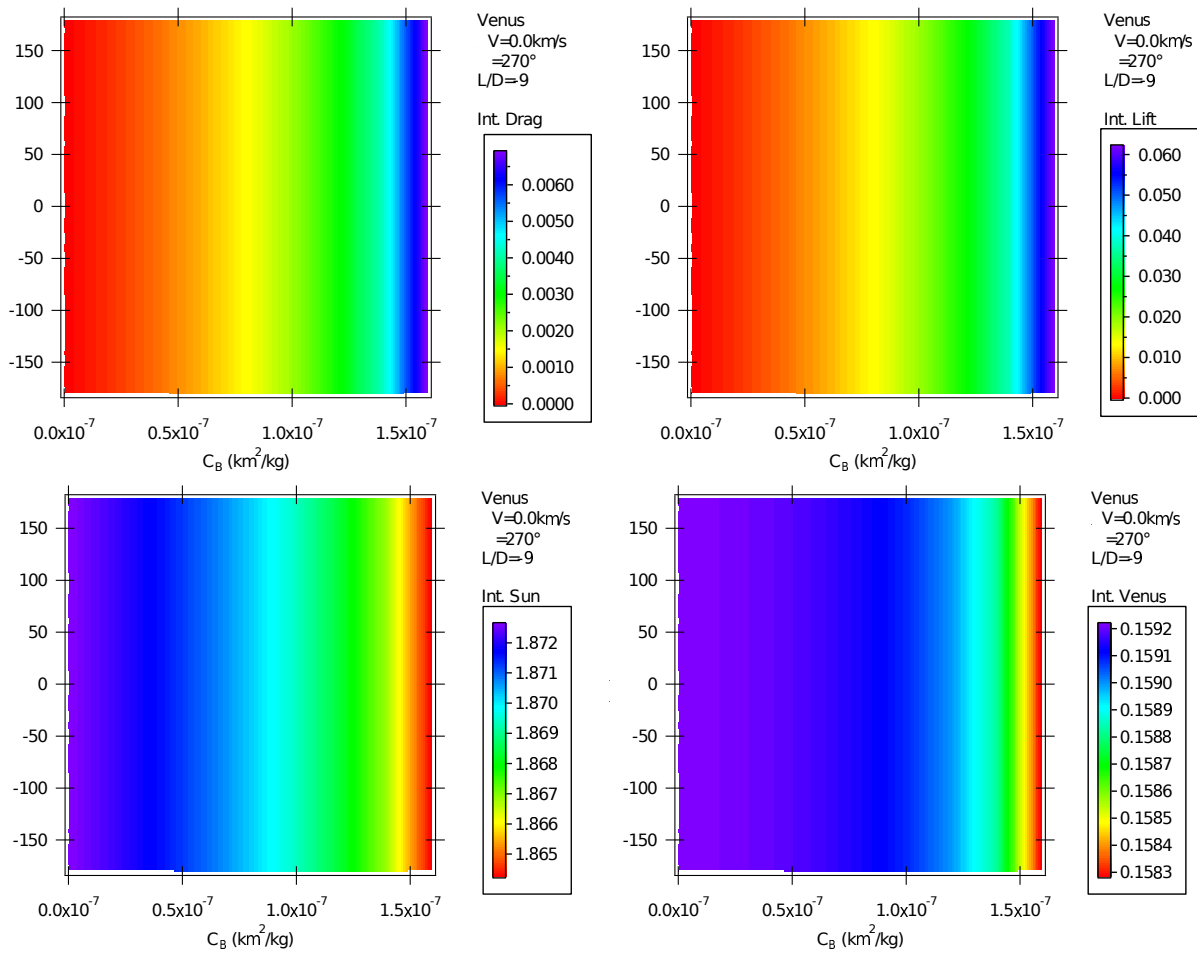 150
100
50
0
-50
-100
-150
0.0x10⁻⁷
0.5x10⁻⁷
1.0x10⁻⁷
1.5x10⁻⁷
C_B (km²/kg)
Venus
V=0.0km/s
=270°
L/D=-9
Int. Drag
0.0060
0.0050
0.0040
0.0030
0.0020
0.0010
0.0000
150
100
50
0
-50
-100
-150
0.0x10⁻⁷
0.5x10⁻⁷
1.0x10⁻⁷
1.5x10⁻⁷
C_B (km²/kg)
Venus
V=0.0km/s
=270°
L/D=-9
Int. Lift
0.060
0.050
0.040
0.030
0.020
0.010
0.000
150
100
50
0
-50
-100
-150
0.0x10⁻⁷
0.5x10⁻⁷
1.0x10⁻⁷
1.5x10⁻⁷
C_B (km²/kg)
Venus
V=0.0km/s
=270°
L/D=-9
Int. Sun
1.872
1.871
1.870
1.869
1.868
1.867
1.866
1.865
150
100
50
0
-50
-100
-150
0.0x10⁻⁷
0.5x10⁻⁷
1.0x10⁻⁷
1.5x10⁻⁷
C_B (km²/kg)
Venus
V=0.0km/s
=270°
L/D=-9
Int. Venus
0.1592
0.1591
0.1590
0.1589
0.1588
0.1587
0.1586
0.1585
0.1584
0.1583